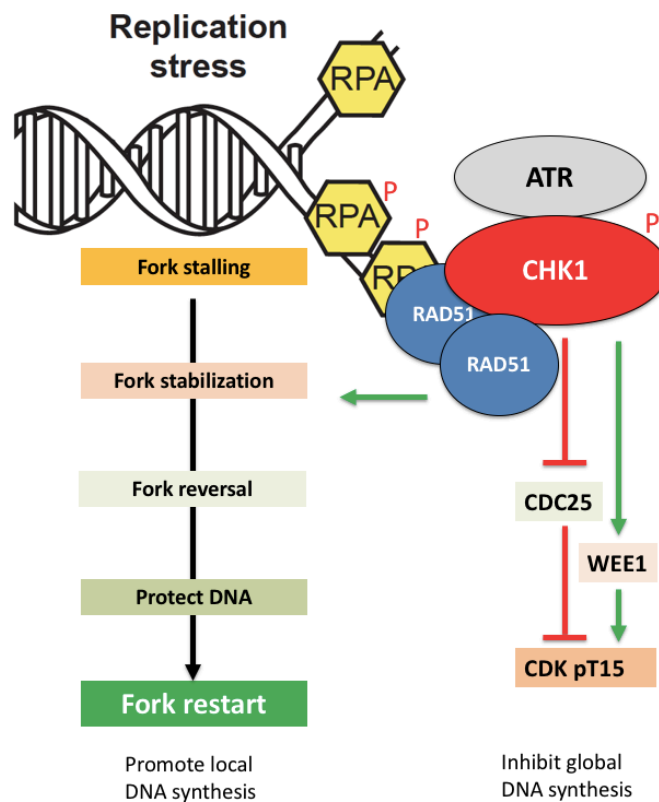 Replication
stress
RPA
RPA
P
P
RP
ATR
P
CHK1
RAD51
RAD51
Fork stalling
Fork stabilization
Fork reversal
Protect DNA
Fork restart
CDC25
WEE1
CDK pT15
Promote local
DNA synthesis
Inhibit global
DNA synthesis